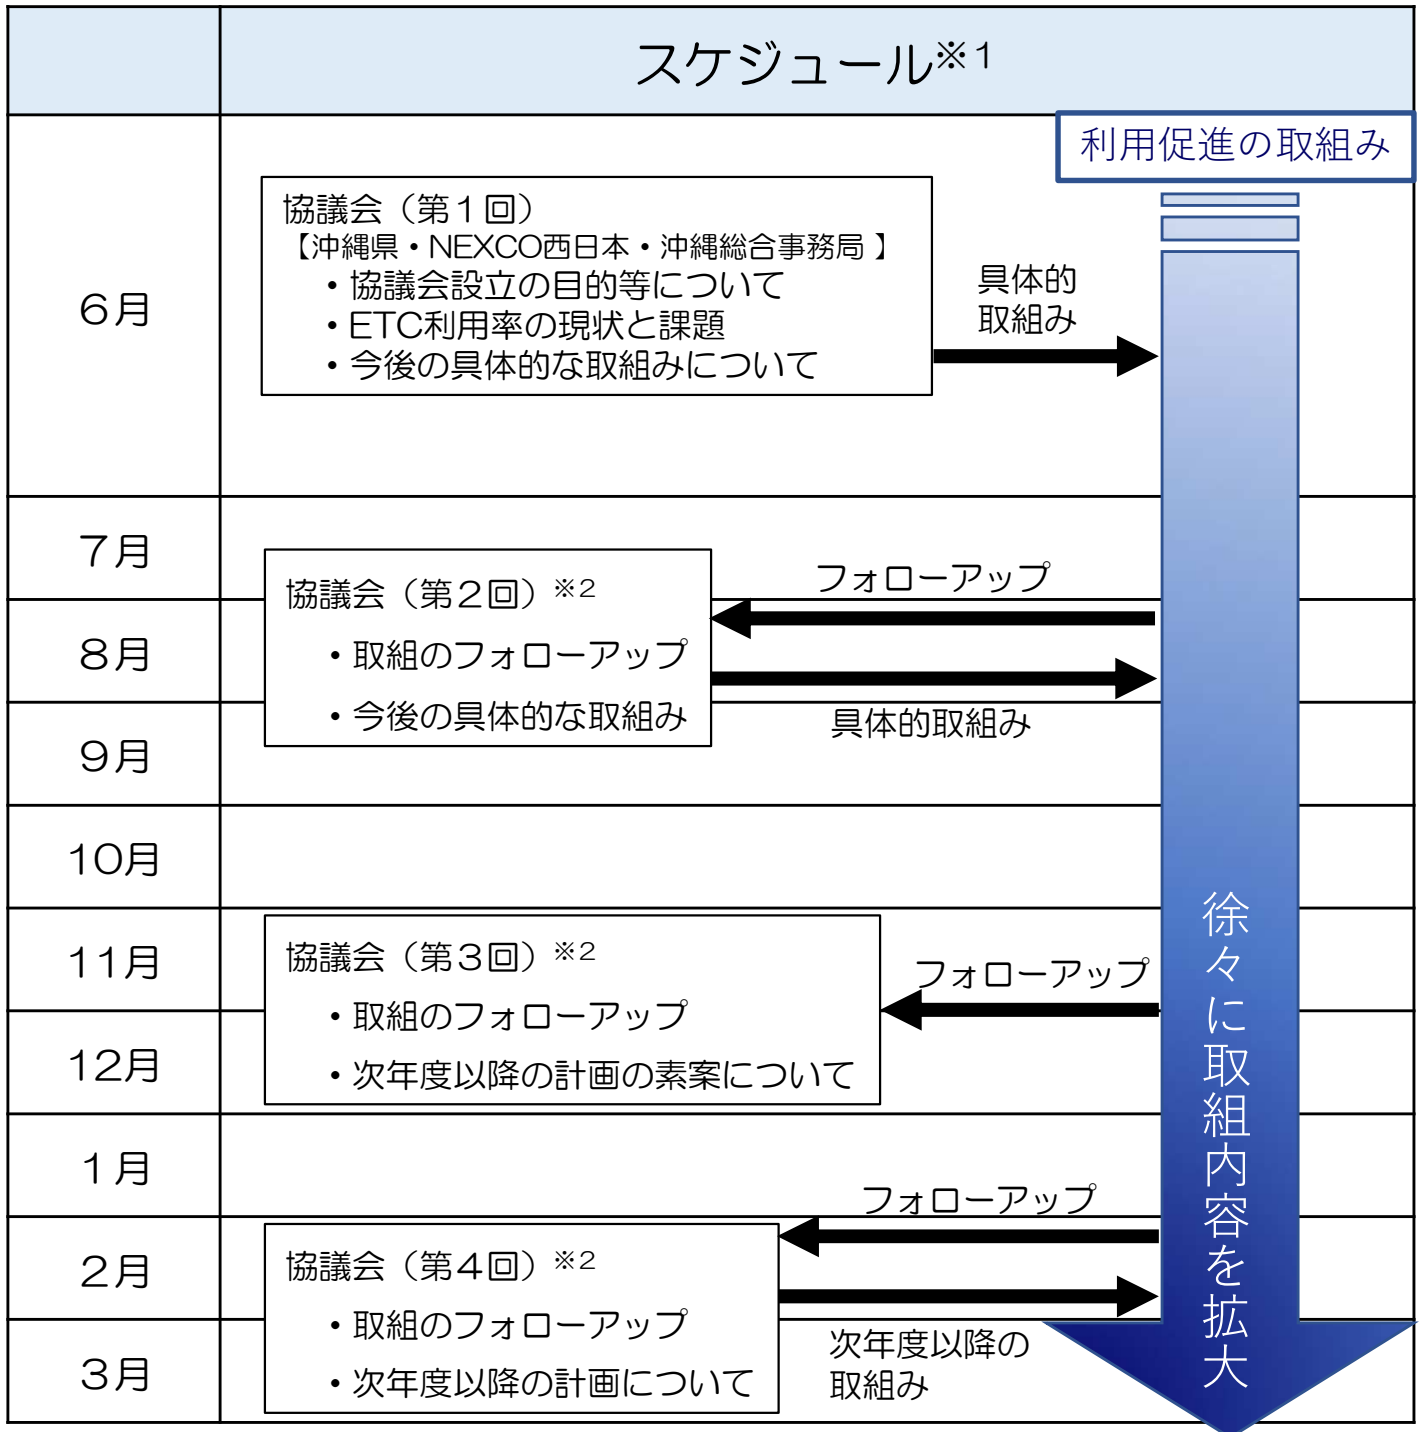 スケジュール※1
利用促進の取組み
6月
協議会（第1回）
【沖縄県・NEXCO西日本・沖縄総合事務局 】
・協議会設立の目的等について
・ETC利用率の現状と課題
・今後の具体的な取組みについて
具体的
取組み
7月
8月
9月
協議会（第2回）※2
・取組のフォローアップ
・今後の具体的な取組み
フォローアップ
具体的取組み
10月
11月
12月
協議会（第3回）※2
・取組のフォローアップ
・次年度以降の計画の素案について
フォローアップ
1月
2月
3月
協議会（第4回）※2
・取組のフォローアップ
・次年度以降の計画について
フォローアップ
次年度以降の
取組み
徐々に取組内容を拡大